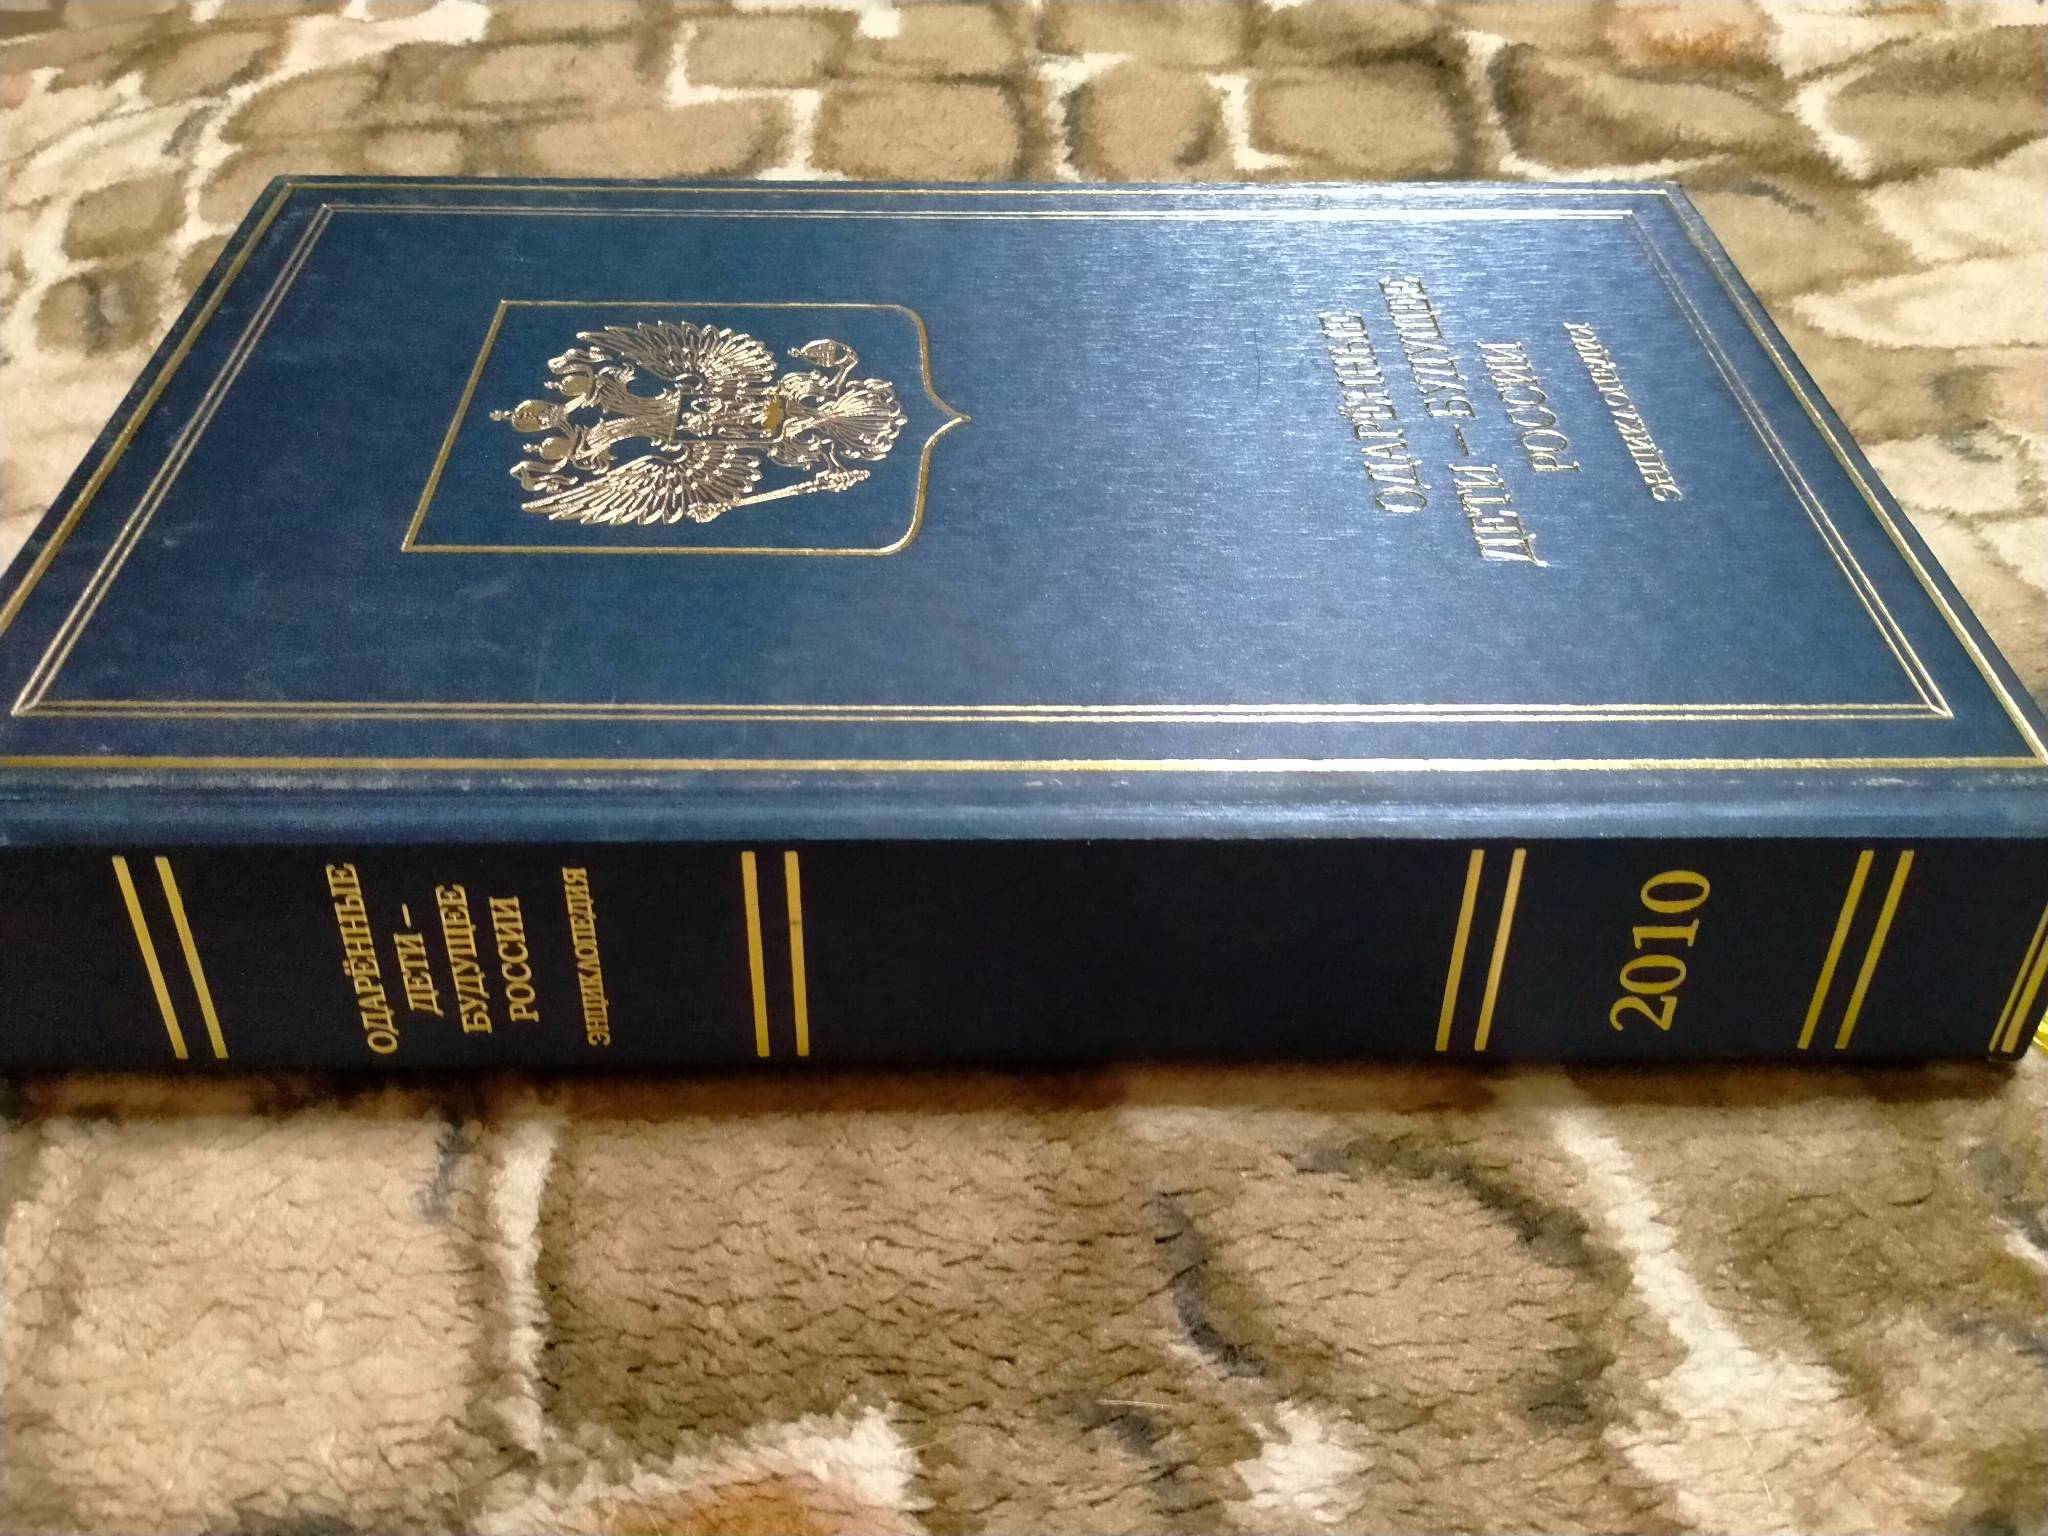 ОДАРЁННЫЕ
ДЕТИ – БУДУЩЕЕ
РОССИИ
ЭНЦИКЛОПЕДИЯ
ОДАРЁННЫЕ
ДЕТИ –
БУДУЩЕЕ
РОССИИ
ЭНЦИКЛОПЕДИЯ
2010